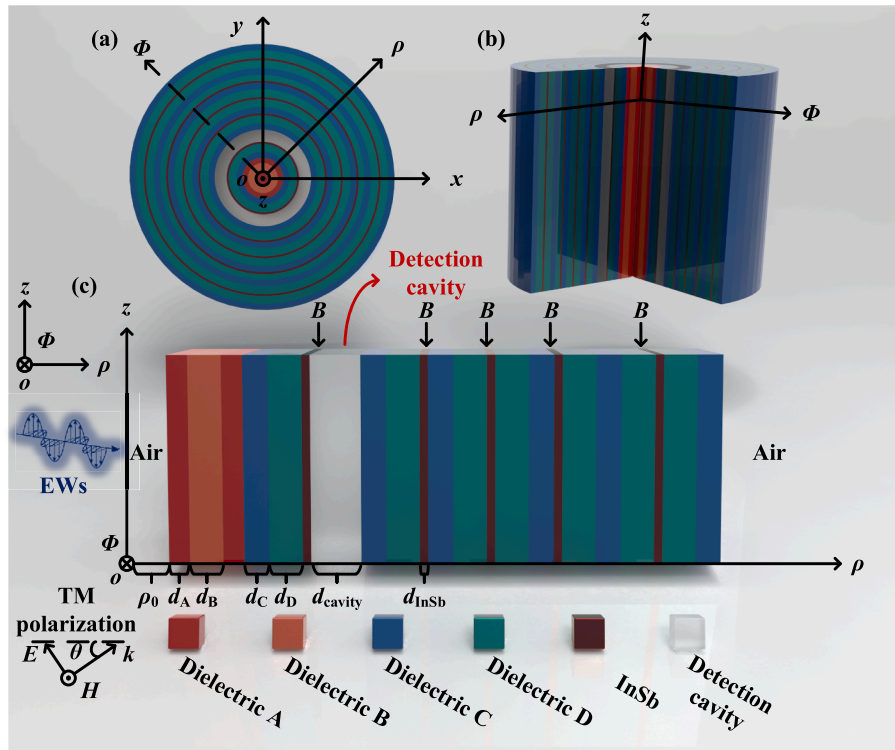 (a)
y
ρ
Φ
o
z
x
(b)
z
ρ
Φ
Detection
cavity
(c)
z
Φ
o
ρ
z
B
B
B
B
B
Air
Air
EWs
Φ
o
ρ
ρ0
dA
dB
dC
dD
dcavity
dInSb
TM
polarization
E
θ
k
H
Dielectric A
Dielectric B
Dielectric C
Dielectric D
InSb
Detection
cavity